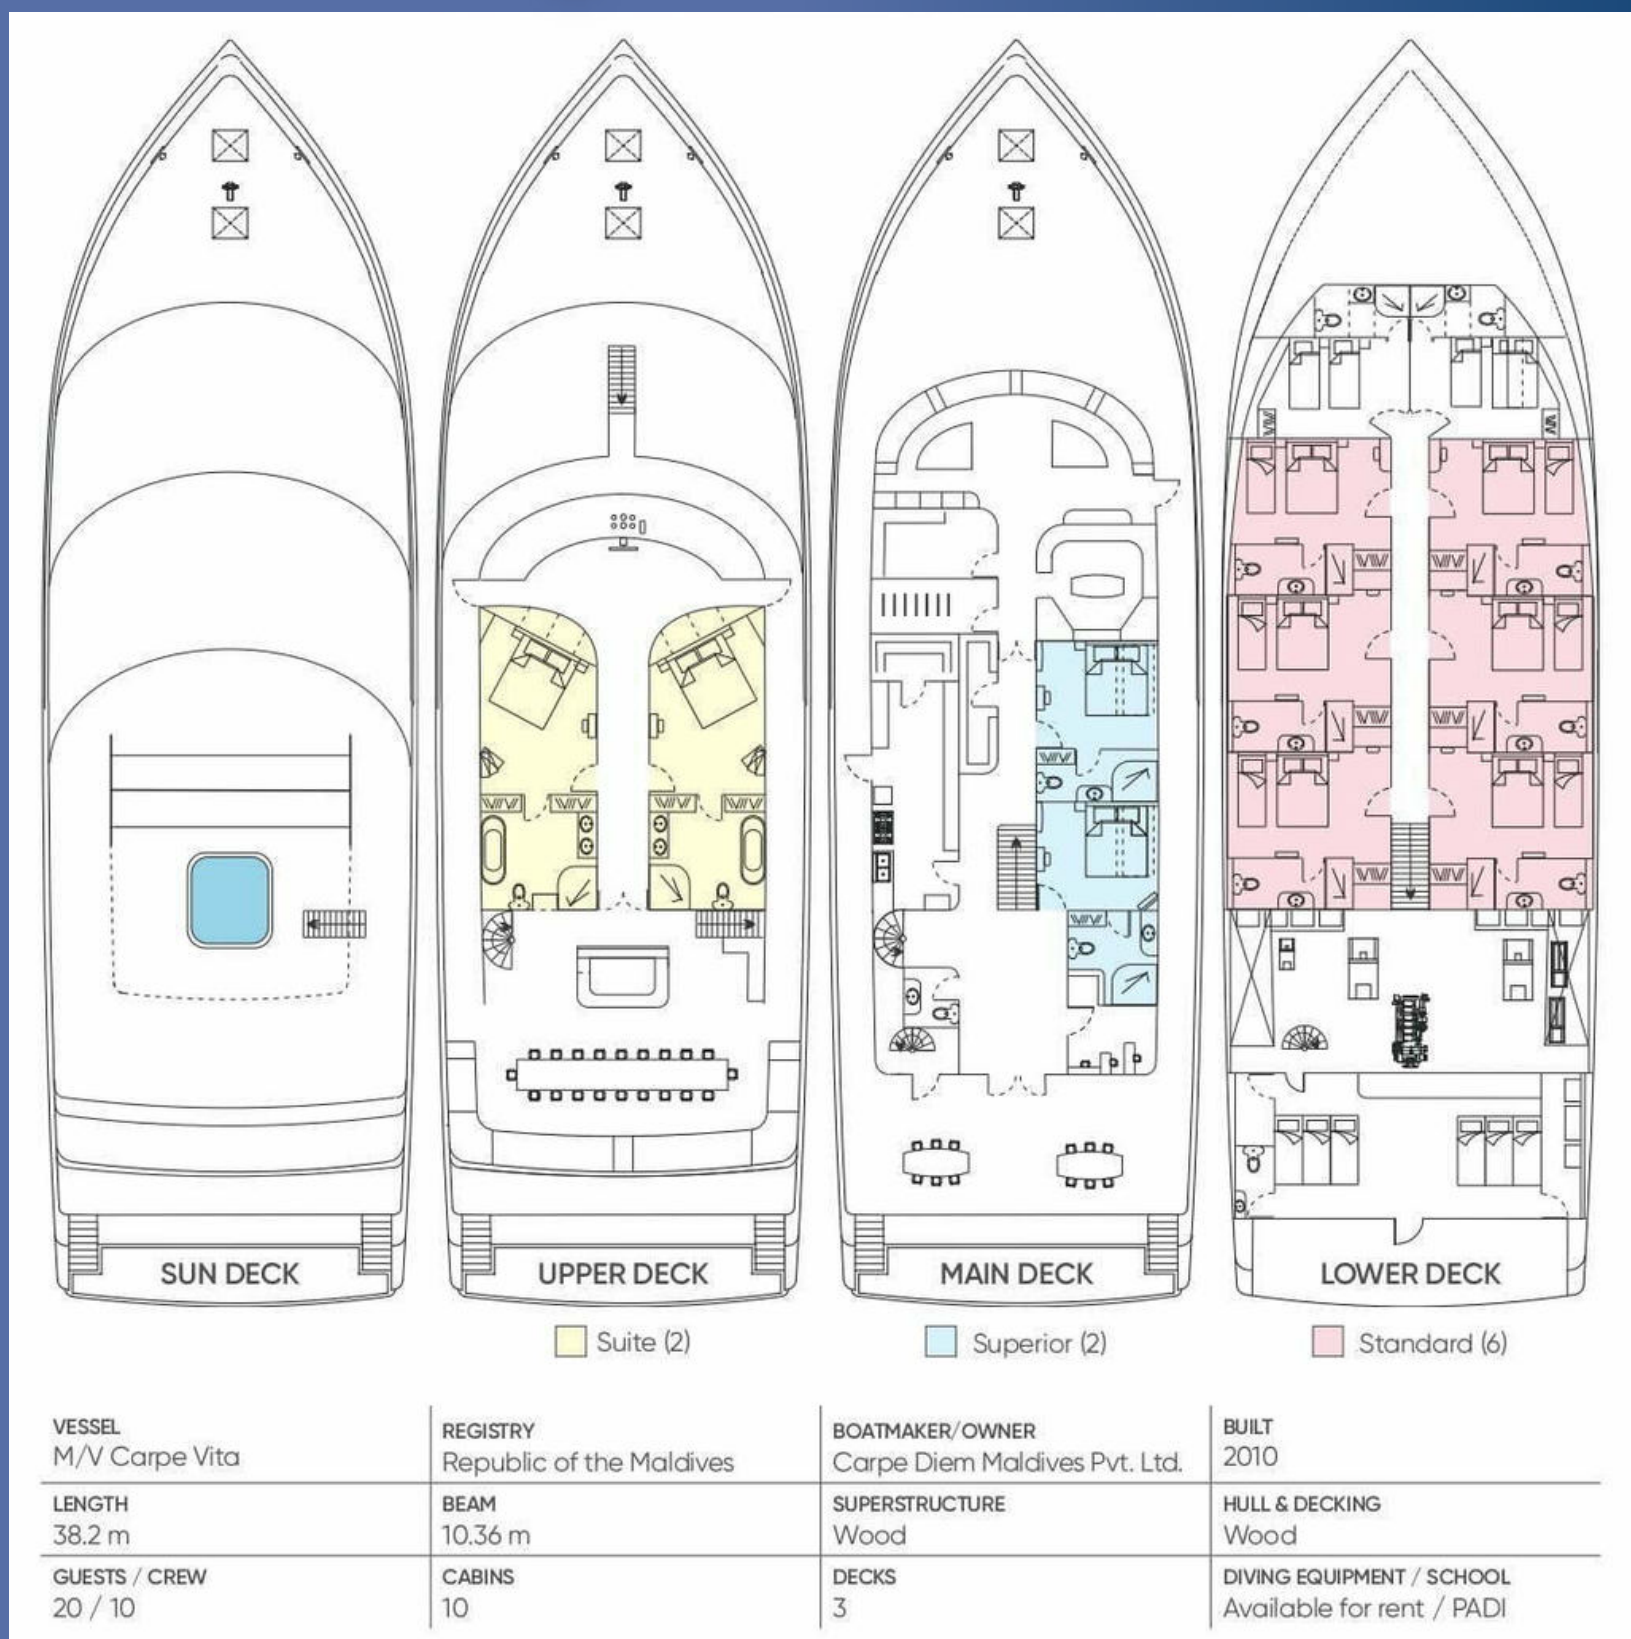 SUN DECK
UPPER DECK
MAIN DECK
LOWER DECK
Suite (2)
Superior (2)
Standard (6)
VESSEL
M/V Carpe Vita
REGISTRY
Republic of the Maldives
BOATMAKER/OWNER
Carpe Diem Maldives Pvt. Ltd.
BUILT
2010
LENGTH
38.2 m
BEAM
10.36 m
SUPERSTRUCTURE
Wood
HULL & DECKING
Wood
GUESTS / CREW
20 / 10
CABINS
10
DECKS
3
DIVING EQUIPMENT / SCHOOL
Available for rent / PADI